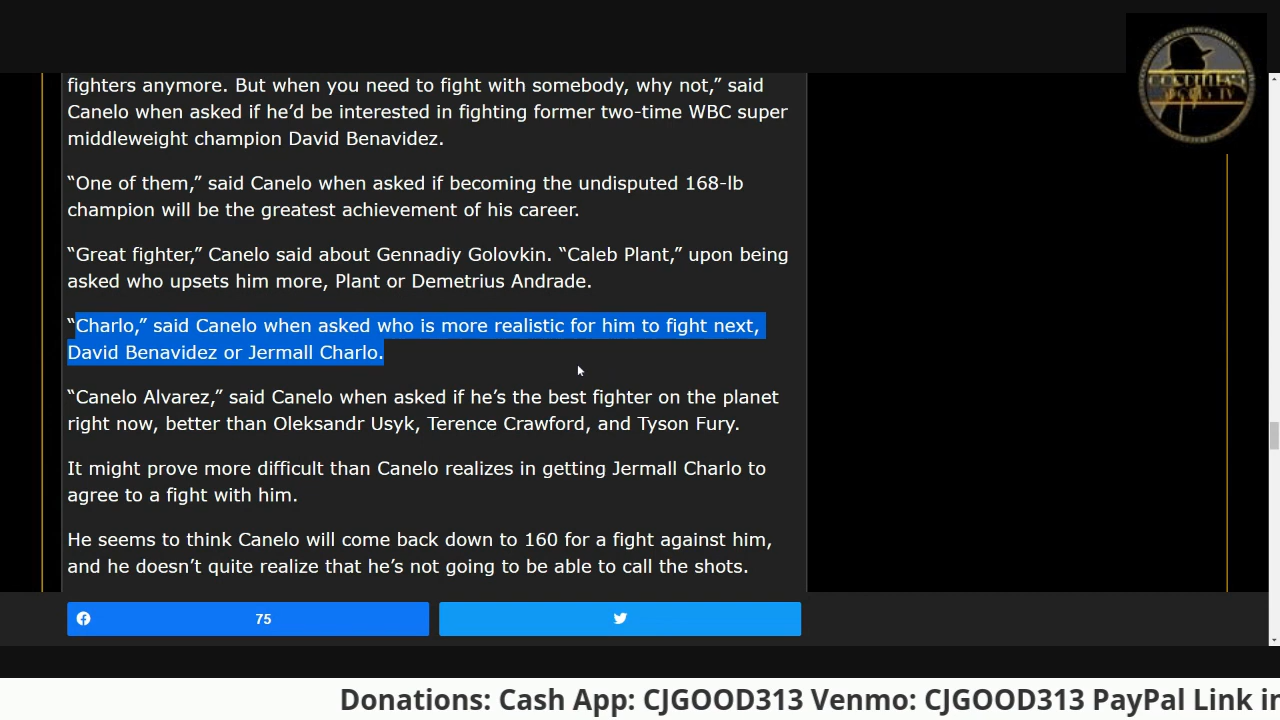 fighters anymore. But when you need to fight with somebody, why not,” said
Canelo when asked if he’d be interested in fighting former two-time WBC super
middleweight champion David Benavidez.
“One of them,” said Canelo when asked if becoming the undisputed 168-lb
champion will be the greatest achievement of his career.
“Great fighter,” Canelo said about Gennadiy Golovkin. “Caleb Plant,” upon being
asked who upsets him more, Plant or Demetrius Andrade.
“Charlo,” said Canelo when asked who is more realistic for him to fight next,
David Benavidez or Jermall Charlo.
“Canelo Alvarez,” said Canelo when asked if he’s the best fighter on the planet
right now, better than Oleksandr Usyk, Terence Crawford, and Tyson Fury.
It might prove more difficult than Canelo realizes in getting Jermall Charlo to
agree to a fight with him.
He seems to think Canelo will come back down to 160 for a fight against him,
and he doesn’t quite realize that he’s not going to be able to call the shots.
75
Donations: Cash App: CJGOOD313 Venmo: CJGOOD313 PayPal Link in